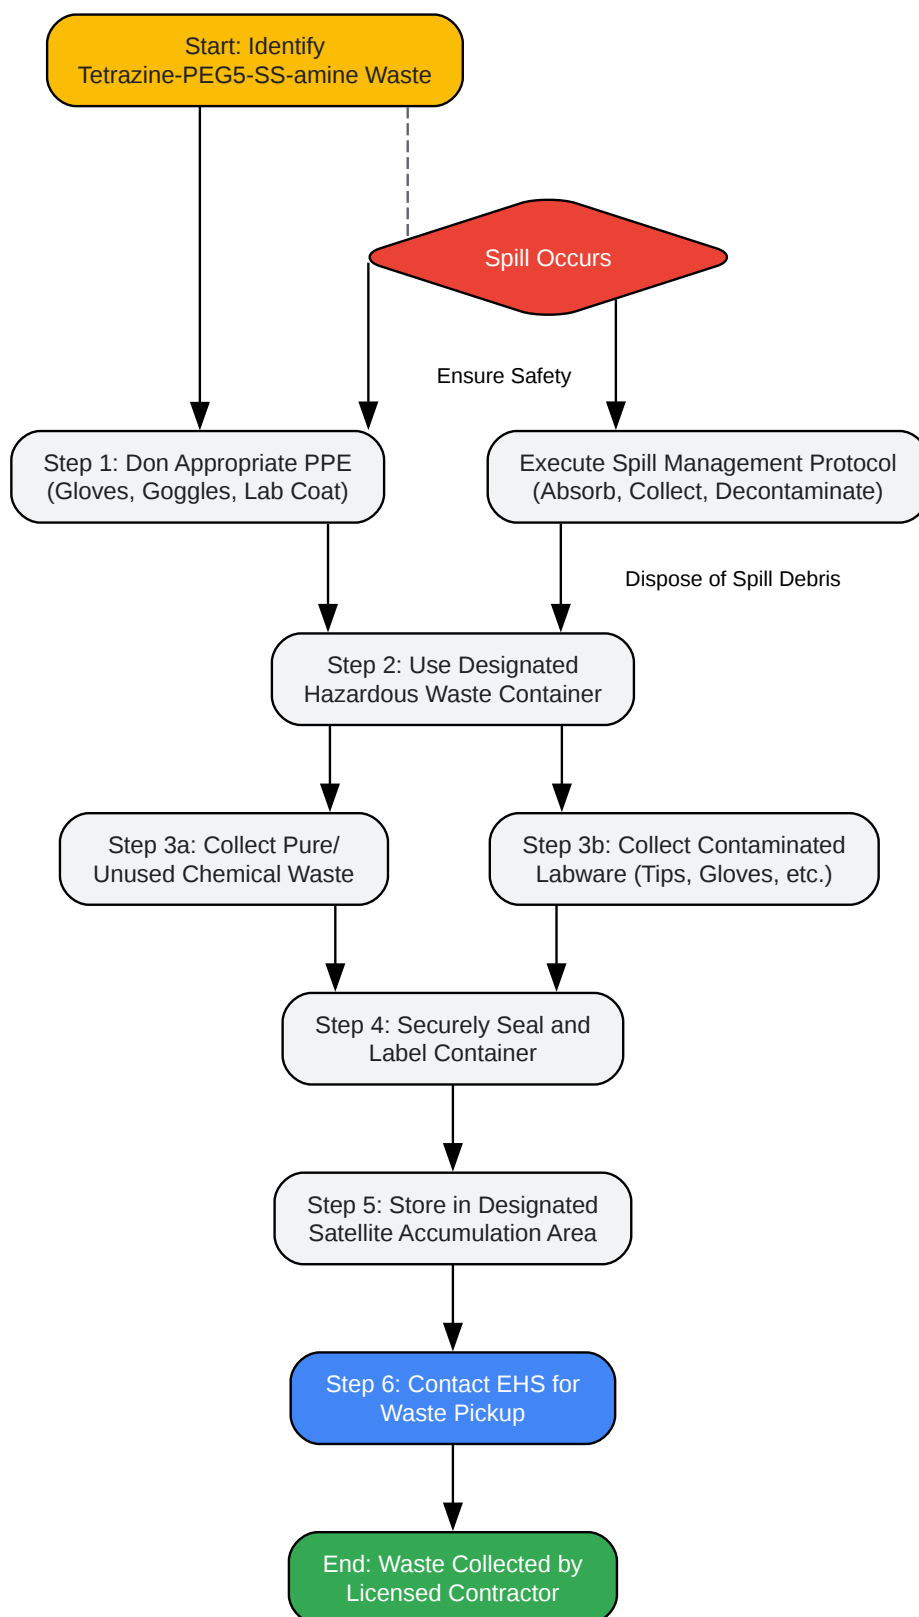 Start: Identify
Tetrazine-PEG5-SS-amine Waste
Spill Occurs
Ensure Safety
Step 1: Don Appropriate PPE
(Gloves, Goggles, Lab Coat)
Execute Spill Management Protocol
(Absorb, Collect, Decontaminate)
Dispose of Spill Debris
Step 2: Use Designated
Hazardous Waste Container
Step 3a: Collect Pure/
Unused Chemical Waste
Step 3b: Collect Contaminated
Labware (Tips, Gloves, etc.)
Step 4: Securely Seal and
Label Container
Step 5: Store in Designated
Satellite Accumulation Area
Step 6: Contact EHS for
Waste Pickup
End: Waste Collected by
Licensed Contractor